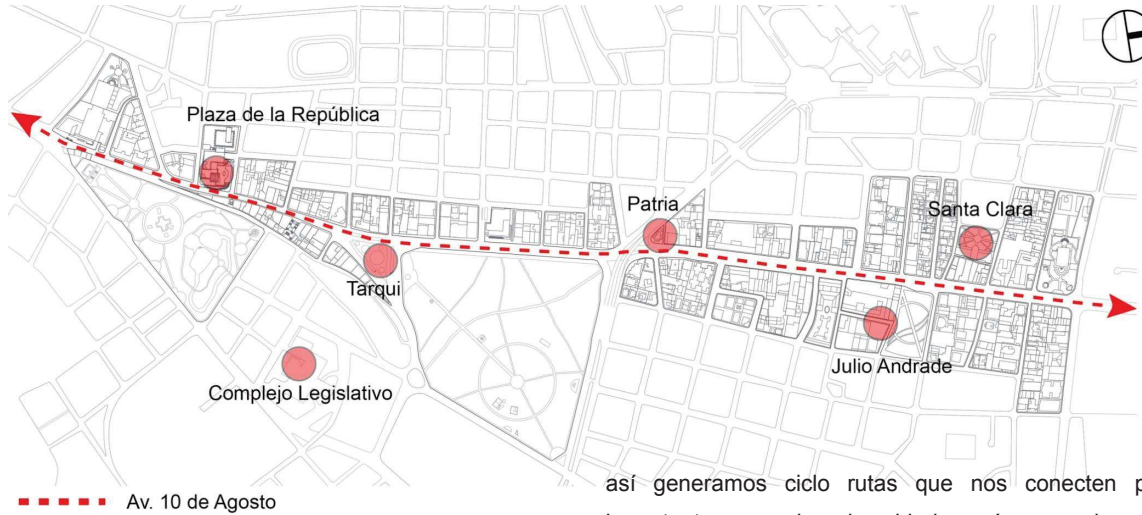 Plaza de la República
Patria
Santa Clara
Tarqui
Julio Andrade
Complejo Legislativo
Av. 10 de Agosto
así generamos ciclo rutas que nos conecten